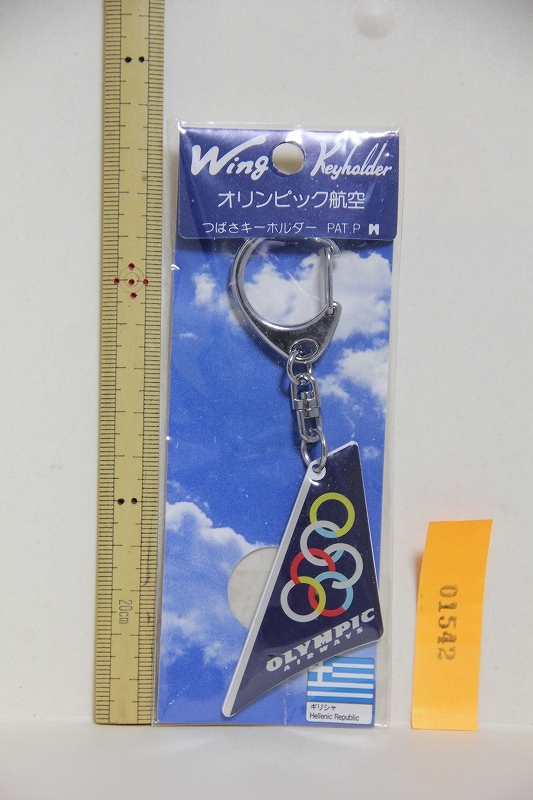 Wing Keyholder
オリンピック航空
つばさキーホルダー PAT.P
OLYMPIC
AIRWAYS
ギリシャ
Hellenic Republic
20cm
01542